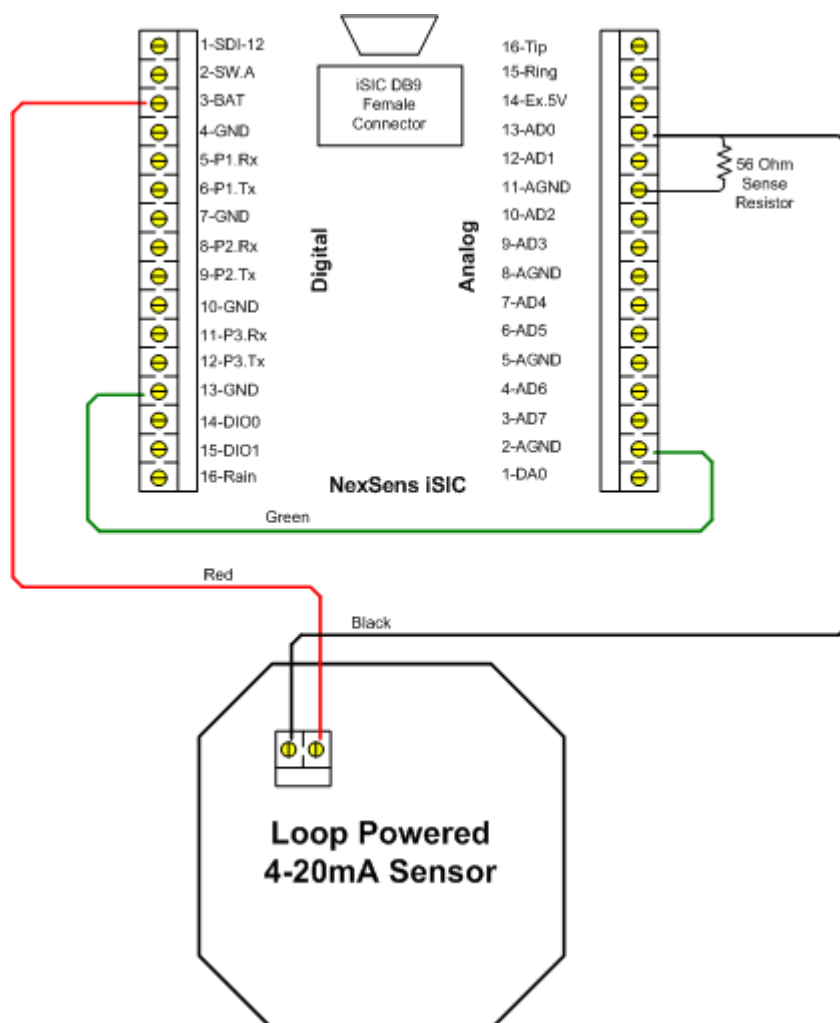 1-SDI-12
2-SW.A
3-BAT
4-GND
5-P1.Rx
6-P1.Tx
7-GND
8-P2.Rx
9-P2.Tx
10-GND
11-P3.Rx
12-P3.Tx
13-GND
14-DIO0
15-DIO1
16-Rain
iSIC DB9
Female
Connector
Digital
Analog
NexSens iSIC
16-Tip
15-Ring
14-Ex.5V
13-AD0
12-AD1
11-AGND
10-AD2
9-AD3
8-AGND
7-AD4
6-AD5
5-AGND
4-AD6
3-AD7
2-AGND
1-DA0
56 Ohm
Sense
Resistor
Green
Red
Black
Loop Powered
4-20mA Sensor